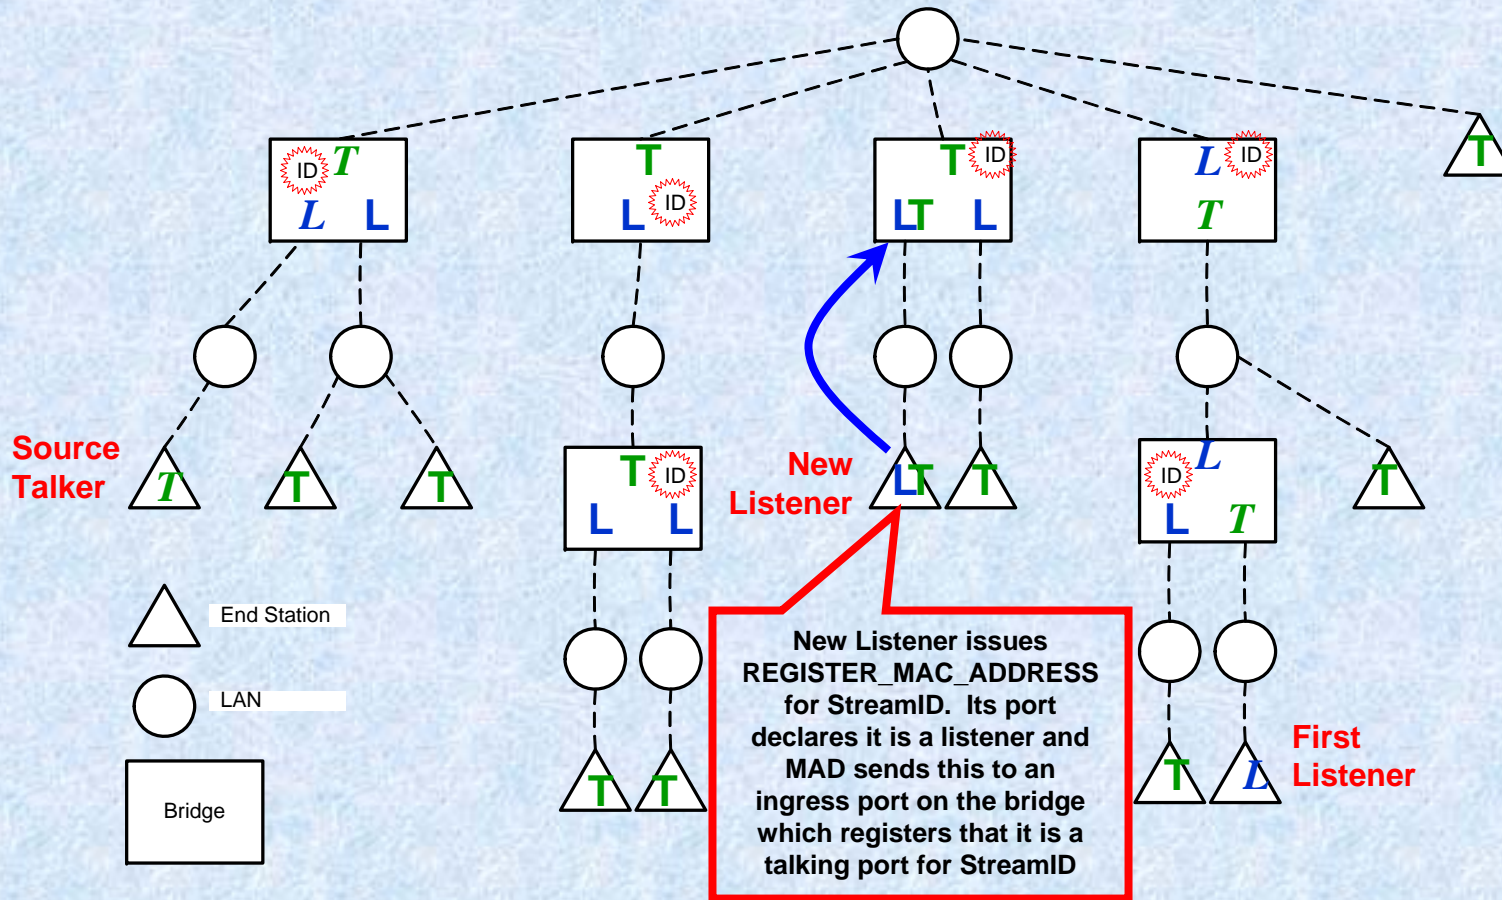 T
ID T
L L
T
L ID
T ID
LT L
L ID
T
Source
Talker
T
T
T
T ID
L L
New
Listener
LT
T
L
ID
L T
T
End Station
LAN
Bridge
T
T
New Listener issues
REGISTER_MAC_ADDRESS
for StreamID. Its port
declares it is a listener and
MAD sends this to an
ingress port on the bridge
which registers that it is a
talking port for StreamID
T
L
First
Listener